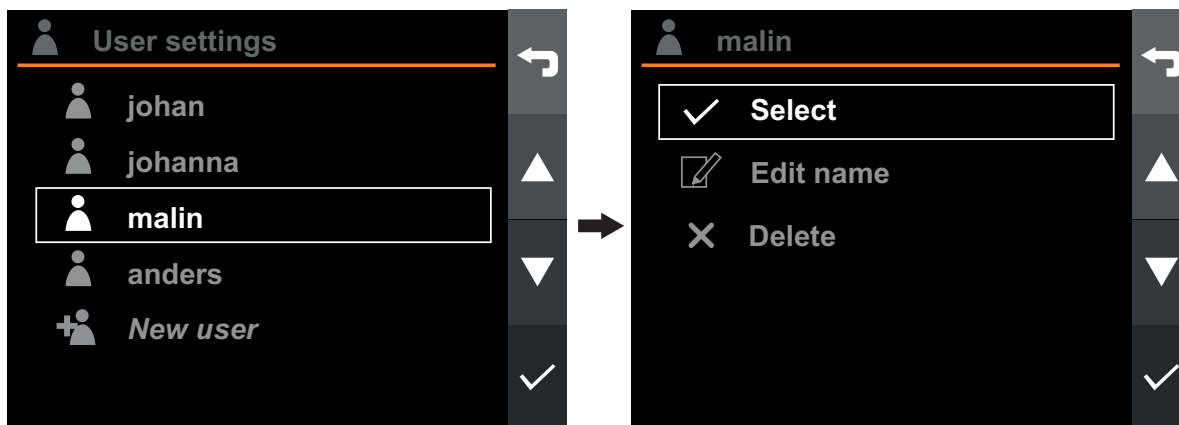 User settings
johan
johanna
malin
anders
New user
malin
Select
Edit name
Delete